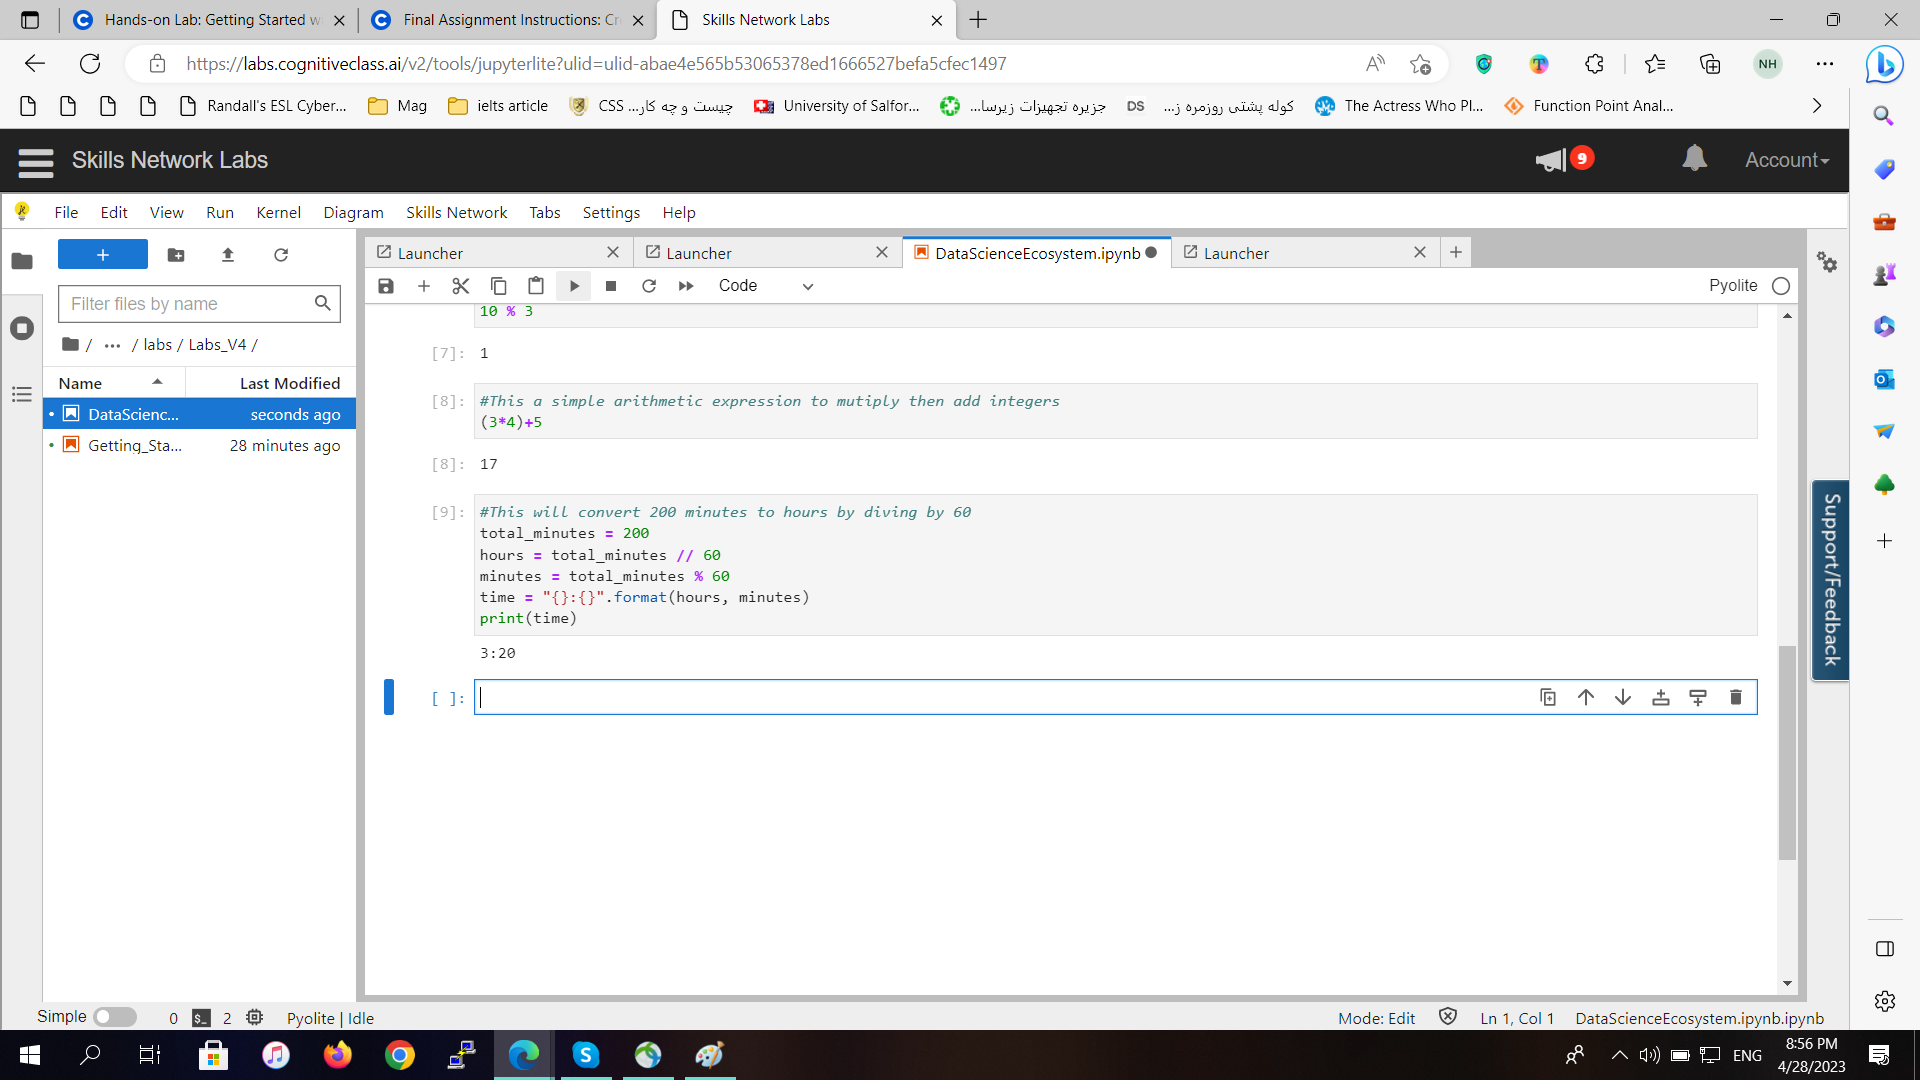 Hands-on Lab: Getting Started w
Final Assignment Instructions: Cr
Skills Network Labs
https://labs.cognitiveclass.ai/v2/tools/jupyterlite?ulid=ulid-abae4e565b53065378ed1666527befa5cfec1497
NH
Randall's ESL Cyber...
Mag
ielts article
چیست و چه کار... CSS
University of Salfor...
جزیره تجهیزات زیرسا...
DS
کوله پشتی روزمره ز...
The Actress Who Pl...
Function Point Anal...
Skills Network Labs
9
Account
File Edit View Run Kernel Diagram Skills Network Tabs Settings Help
Launcher
Launcher
DataScienceEcosystem.ipynb
Launcher
Filter files by name
Code
Pyolite
/ ... / labs / Labs_V4 /
Name Last Modified
DataScienc... seconds ago
Getting_Sta... 28 minutes ago
10 % 3
[7]: 1
[8]: #This a simple arithmetic expression to mutiply then add integers
(3*4)+5
[8]: 17
[9]: #This will convert 200 minutes to hours by diving by 60
total_minutes = 200
hours = total_minutes // 60
minutes = total_minutes % 60
time = "{}:{}".format(hours, minutes)
print(time)
3:20
[ ]:
Support/Feedback
Simple 0 2 Pyolite | Idle
Mode: Edit Ln 1, Col 1 DataScienceEcosystem.ipynb.ipynb
ENG
8:56 PM
4/28/2023